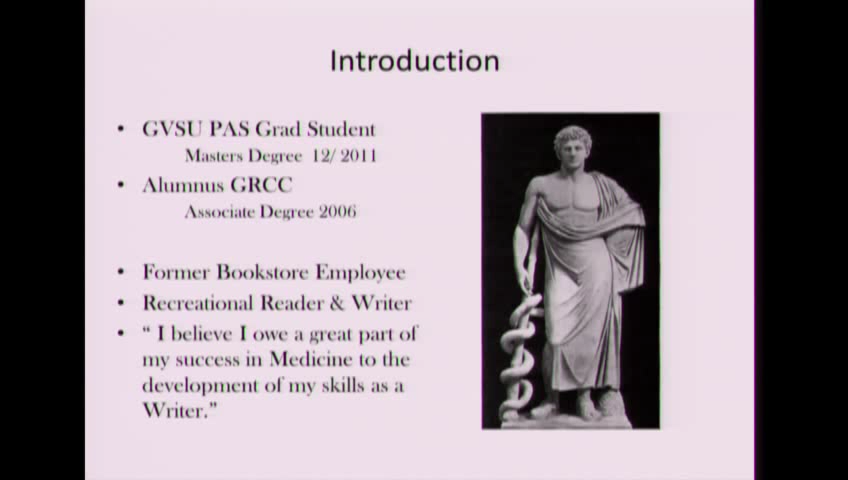 Introduction
• GVSU PAS Grad Student
Masters Degree 12/ 2011
• Alumnus GRCC
Associate Degree 2006
• Former Bookstore Employee
• Recreational Reader & Writer
• “ I believe I owe a great part of
my success in Medicine to the
development of my skills as a
Writer.”